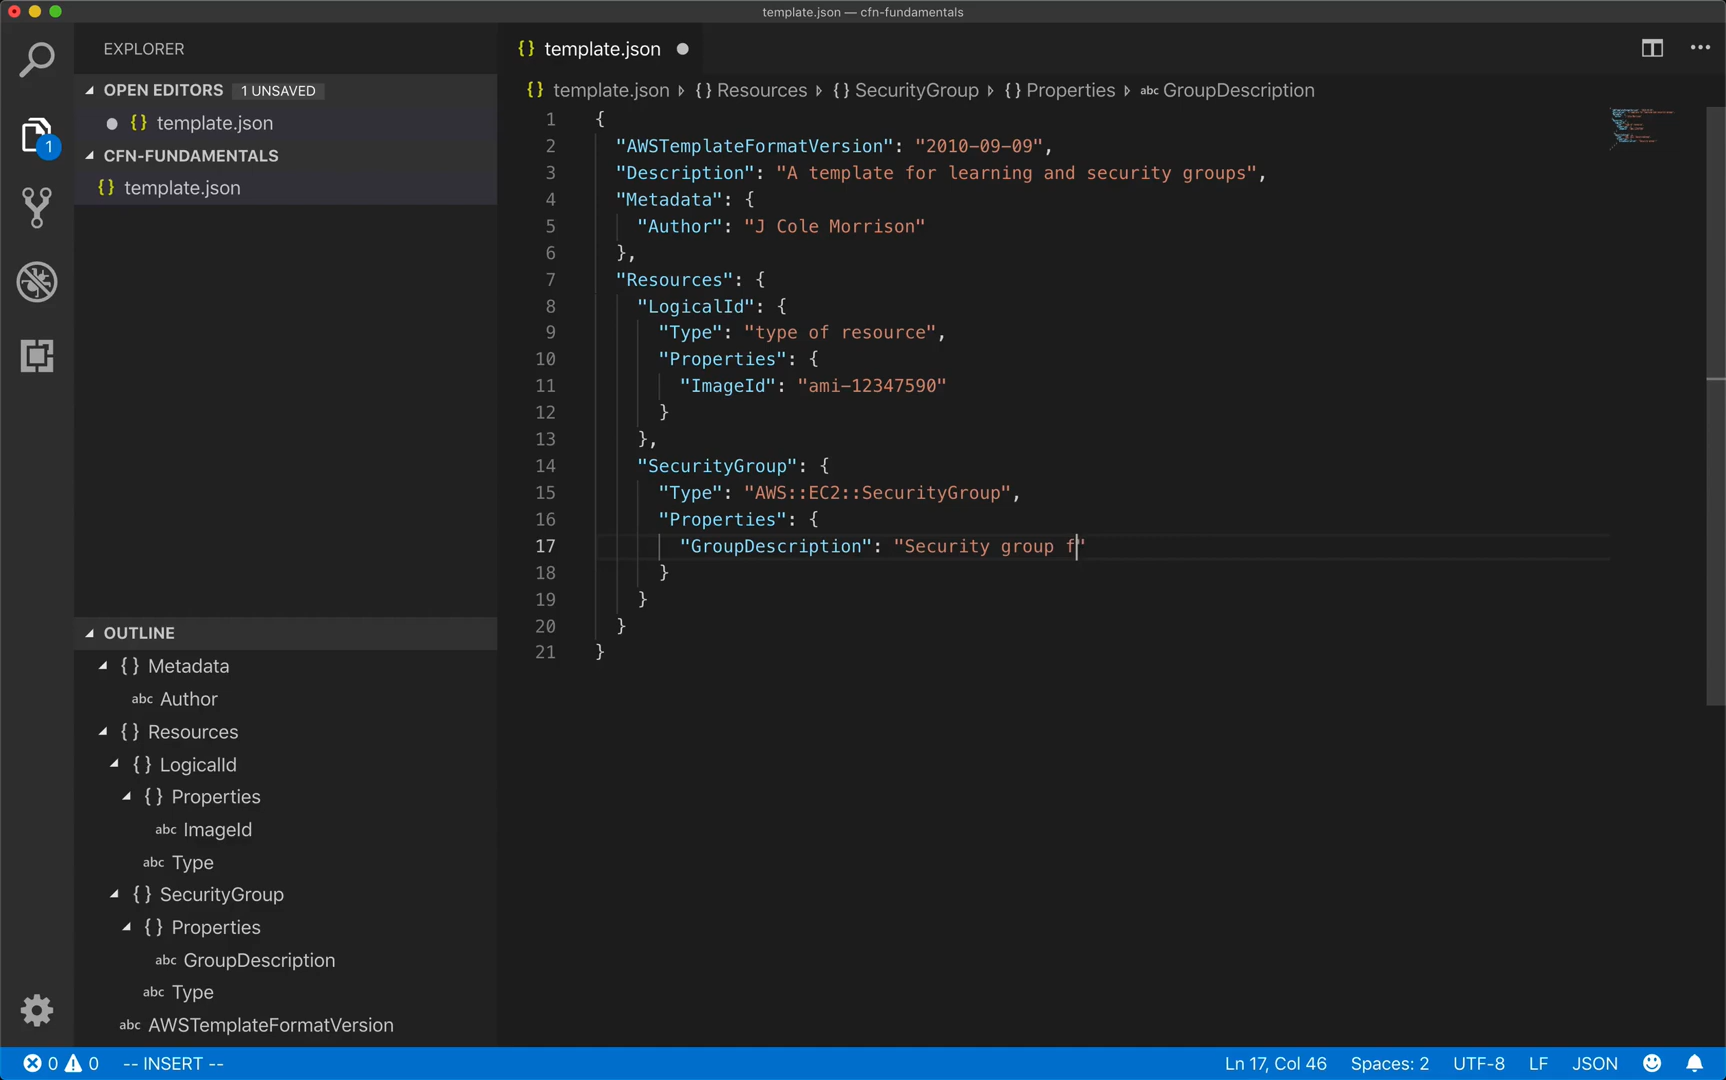 template.json — cfn-fundamentals
EXPLORER
OPEN EDITORS 1 UNSAVED
template.json
CFN-FUNDAMENTALS
template.json
1
OUTLINE
{ } Metadata
abc Author
{ } Resources
{ } LogicalId
{ } Properties
abc ImageId
abc Type
{ } SecurityGroup
{ } Properties
abc GroupDescription
abc Type
abc AWSTemplateFormatVersion
{} template.json
{} template.json {} Resources {} SecurityGroup {} Properties abc GroupDescription
1 {
2 "AWSTemplateFormatVersion": "2010-09-09",
3 "Description": "A template for learning and security groups",
4 "Metadata": {
5 "Author": "J Cole Morrison"
6 },
7 "Resources": {
8 "LogicalId": {
9 "Type": "type of resource",
10 "Properties": {
11 "ImageId": "ami-12347590"
12 }
13 },
14 "SecurityGroup": {
15 "Type": "AWS::EC2::SecurityGroup",
16 "Properties": {
17 "GroupDescription": "Security group f"
18 }
19 }
20 }
21 }
0 0 -- INSERT -- Ln 17, Col 46 Spaces: 2 UTF-8 LF JSON